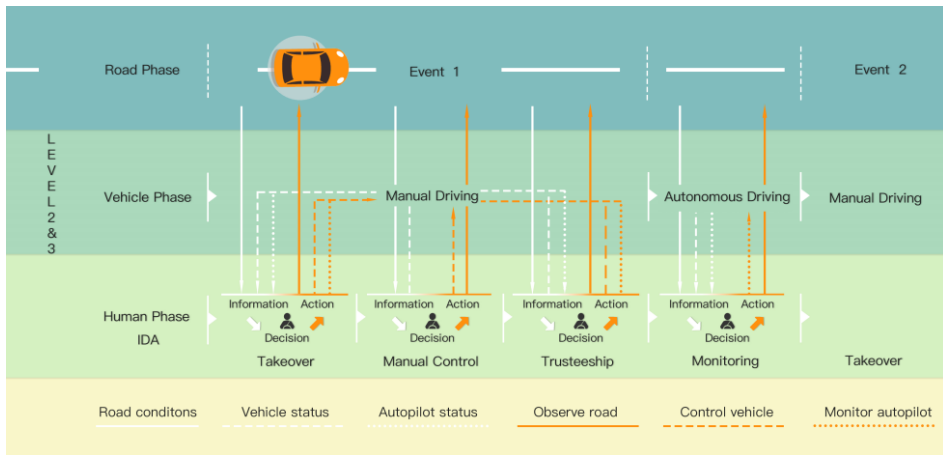 Road Phase
Event 1
Event 2
LEVEL2&3
Vehicle Phase
Manual Driving
Autonomous Driving
Manual Driving
Human Phase
IDA
Information Action
Decision
Takeover
Information Action
Decision
Manual Control
Information Action
Decision
Trusteeship
Information Action
Decision
Monitoring
Takeover
Road conditons
Vehicle status
Autopilot status
Observe road
Control vehicle
Monitor autopilot